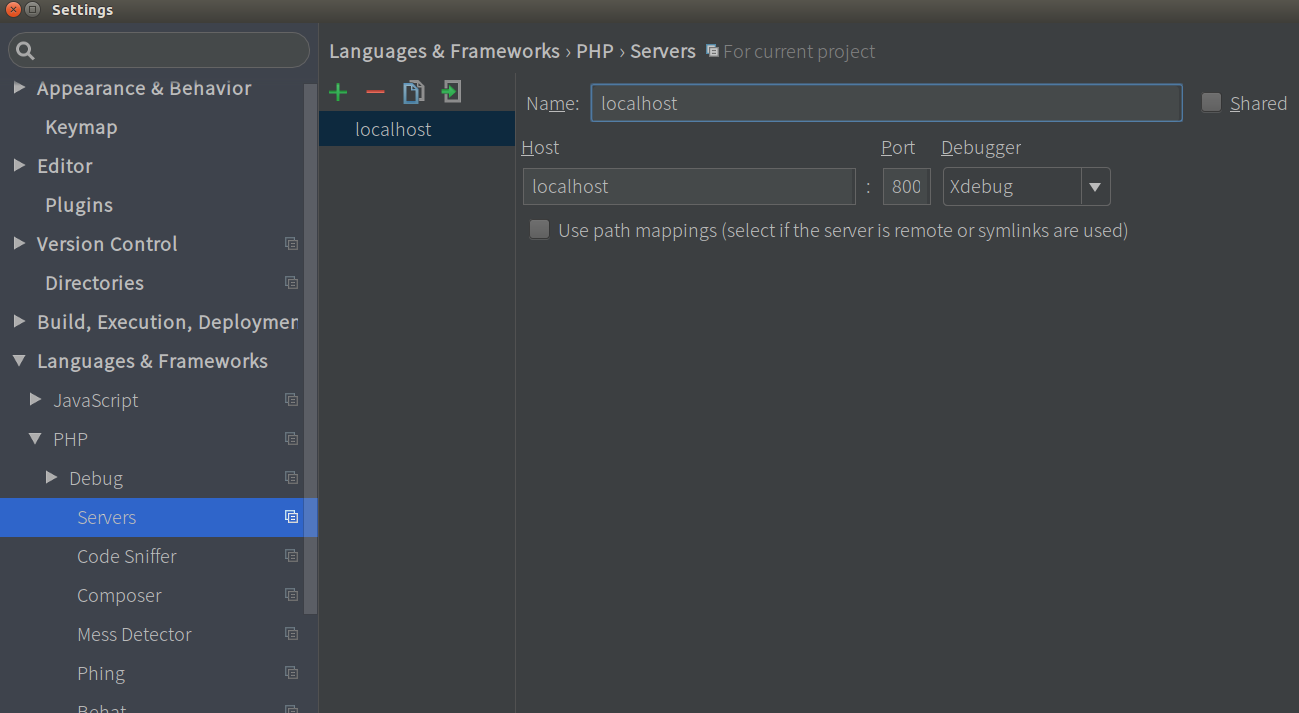 Settings
Appearance & Behavior
Keymap
Editor
Plugins
Version Control
Directories
Build, Execution, Deploymen
Languages & Frameworks
JavaScript
PHP
Debug
Servers
Code Sniffer
Composer
Mess Detector
Phing
Behat
Languages & Frameworks › PHP › Servers For current project
localhost
Name: localhost Shared
Host Port Debugger
localhost : 800 Xdebug
Use path mappings (select if the server is remote or symlinks are used)